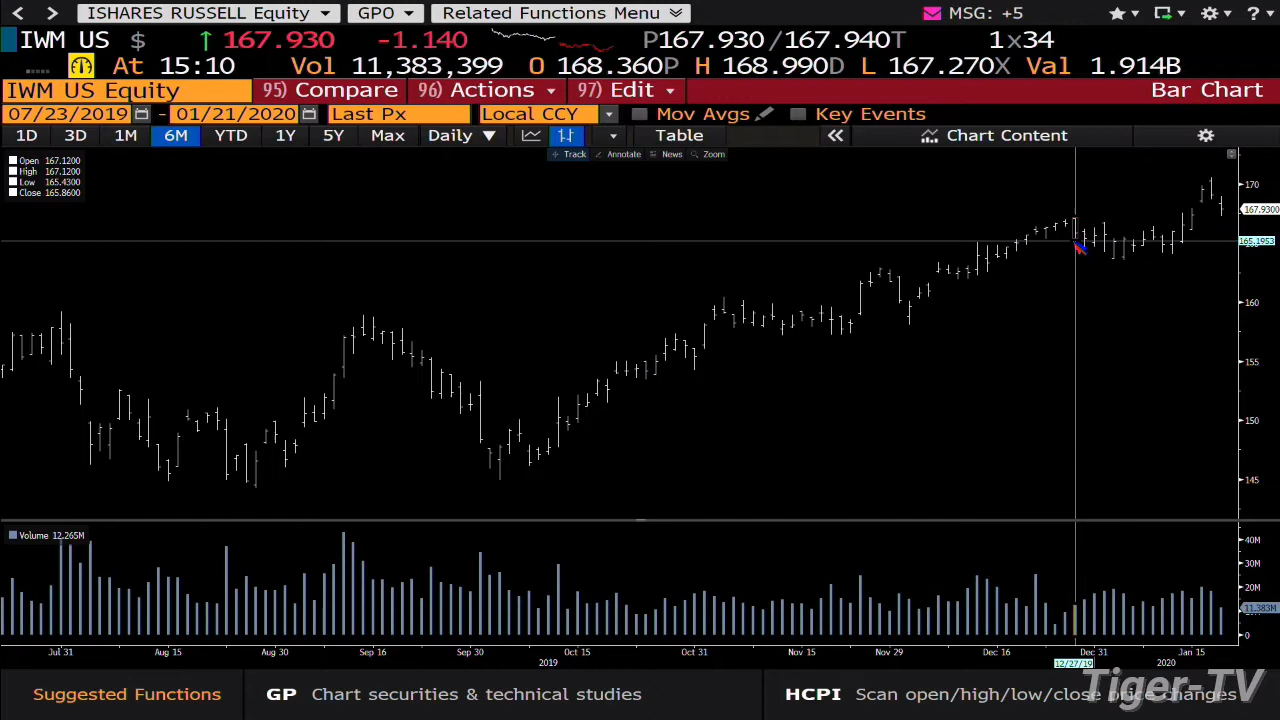 ISHARES RUSSELL Equity GPO Related Functions Menu MSG: +5
IWM US $ ↑ 167.930 -1.140 P167.930/167.940T 1x34
At 15:10 Vol 11,383,399 O 168.360P H 168.990D L 167.270X Val 1.914B
IWM US Equity 95) Compare 96) Actions 97) Edit Bar Chart
07/23/2019 - 01/21/2020 Last Px Local CCY Mov Avgs Key Events
1D 3D 1M 6M YTD 1Y 5Y Max Daily ▼ Table « Chart Content
Track Annotate News Zoom
Open 167.1200
High 167.1200
Low 165.4300
Close 165.8600
170
167.9300
165.1953
160
155
150
145
Volume 12.265M
40M
30M
20M
11.383M
0
Jul 31 Aug 15 Aug 30 Sep 16 Sep 30 Oct 15 Oct 31 Nov 15 Nov 29 Dec 16 Dec 31 Jan 15
2019 12/27/19 2020
Suggested Functions GP Chart securities & technical studies HCPI Scan open/high/low/close price changes
Tiger-TV